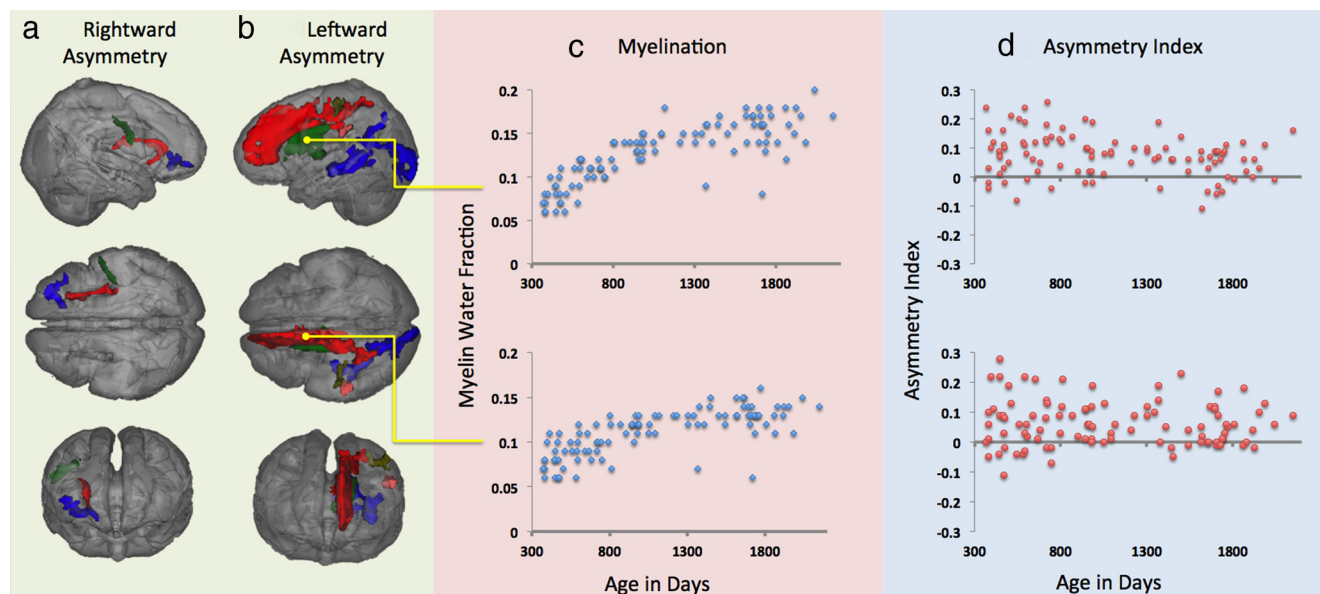 a
Rightward
Asymmetry
b
Leftward
Asymmetry
c
Myelination
d
Asymmetry Index
Myelin Water Fraction
0.2
0.15
0.1
0.05
0
300
800
1300
1800
0.2
0.15
0.1
0.05
0
300
800
1300
1800
Age in Days
Asymmetry Index
0.3
0.2
0.1
0
-0.1
-0.2
-0.3
300
800
1300
1800
0.3
0.2
0.1
0
-0.1
-0.2
-0.3
300
800
1300
1800
Age in Days